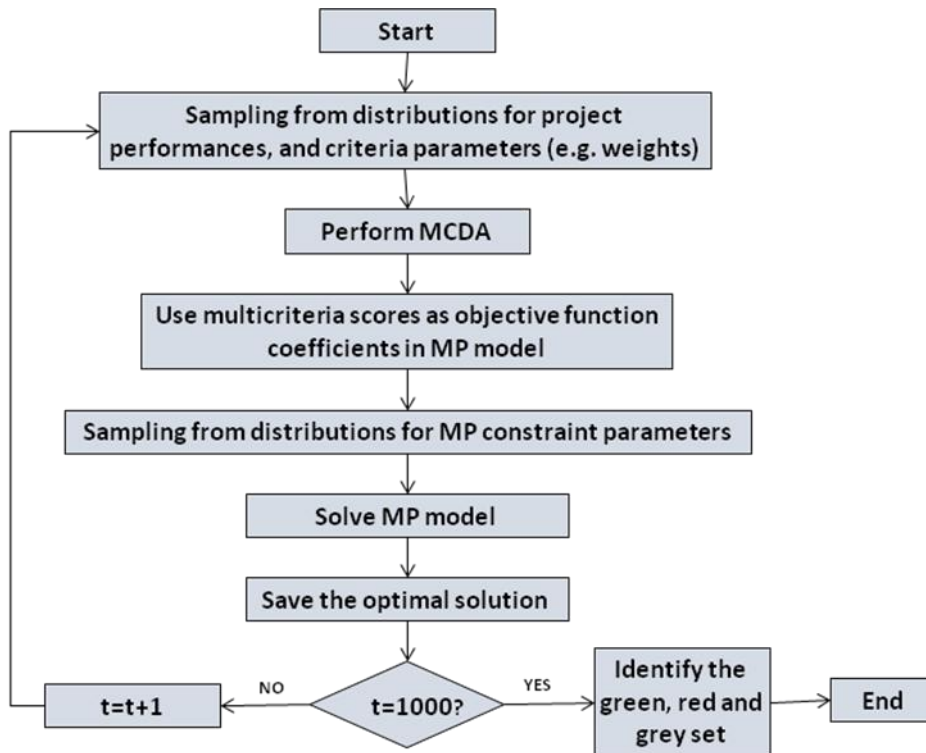 Start
Sampling from distributions for project
performances, and criteria parameters (e.g. weights)
Perform MCDA
Use multicriteria scores as objective function
coefficients in MP model
Sampling from distributions for MP constraint parameters
Solve MP model
Save the optimal solution
t=t+1
NO
t=1000?
YES
Identify the
green, red and
grey set
End